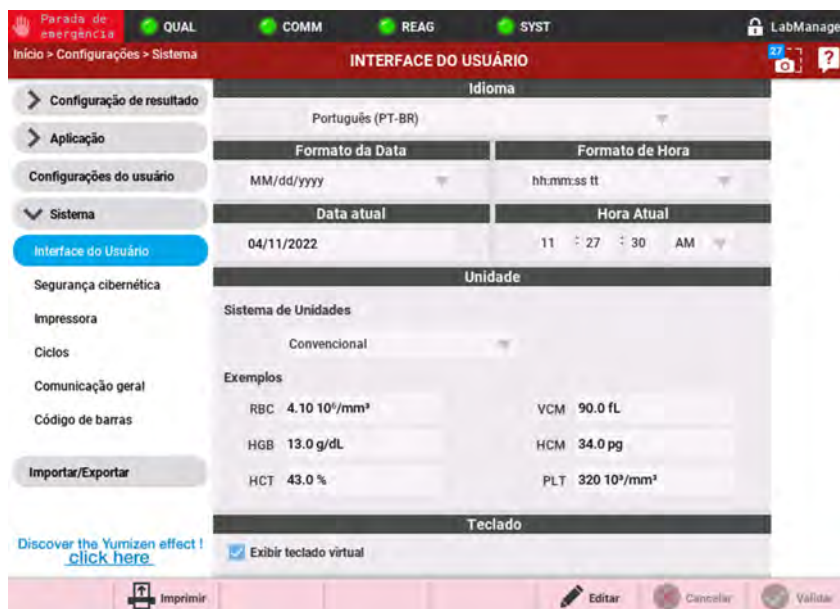 Parada de
emergência
QUAL
COMM
REAG
SYST
LabManage
Início > Configurações > Sistema
INTERFACE DO USUÁRIO
27
?
Configuração de resultado
Aplicação
Configurações do usuário
Sistema
Interface do Usuário
Segurança cibernética
Impressora
Ciclos
Comunicação geral
Código de barras
Importar/Exportar
Discover the Yumizen effect !
click here
Idioma
Português (PT-BR)
Formato da Data
Formato de Hora
MM/dd/yyyy
hh:mm:ss tt
Data atual
Hora Atual
04/11/2022
11 : 27 : 30 AM
Unidade
Sistema de Unidades
Convencional
Exemplos
RBC 4.10 10⁶/mm³
VCM 90.0 fL
HGB 13.0 g/dL
HCM 34.0 pg
HCT 43.0 %
PLT 320 10³/mm³
Teclado
Exibir teclado virtual
Imprimir
Editar
Cancelar
Validar